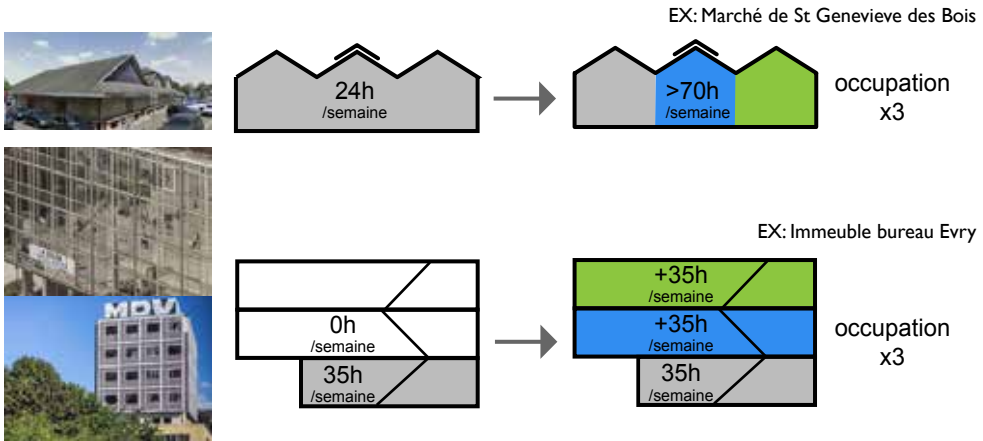 EX: Marché de St Genevieve des Bois
24h
/semaine
>70h
/semaine
occupation
x3
EX: Immeuble bureau Evry
0h
/semaine
35h
/semaine
+35h
/semaine
+35h
/semaine
35h
/semaine
occupation
x3
MDVI